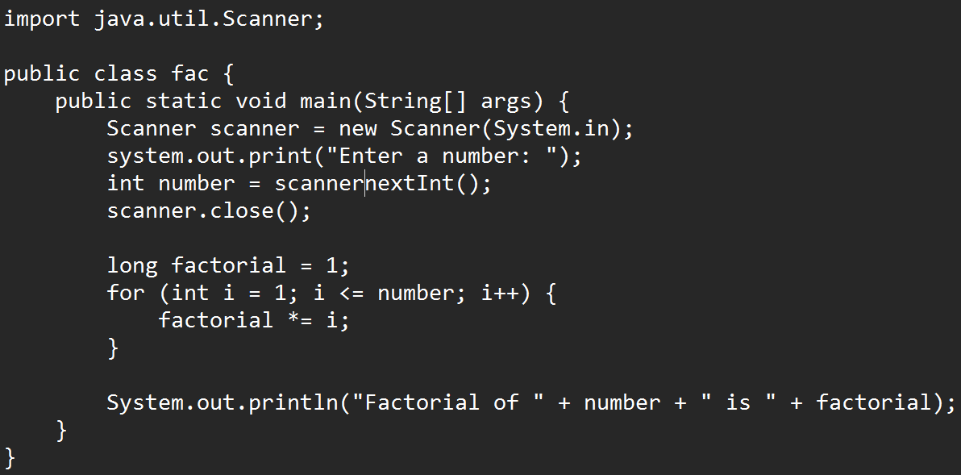 import java.util.Scanner;

public class fac {
    public static void main(String[] args) {
        Scanner scanner = new Scanner(System.in);
        system.out.print("Enter a number: ");
        int number = scannernextInt();
        scanner.close();

        long factorial = 1;
        for (int i = 1; i <= number; i++) {
            factorial *= i;
        }

        System.out.println("Factorial of " + number + " is " + factorial);
    }
}